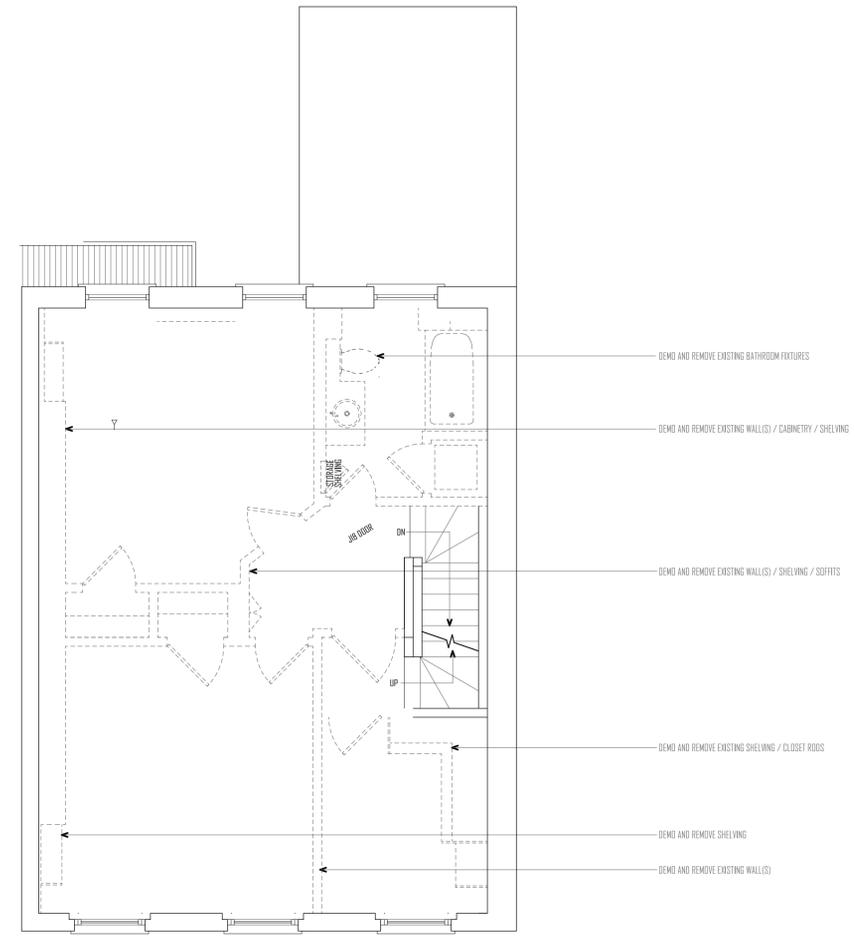 DEMO AND REMOVE EXISTING BATHROOM FIXTURES
DEMO AND REMOVE EXISTING WALL(S) / CABINETRY / SHELVING
STORAGE
SHELVING
JIB DOOR
DN
DEMO AND REMOVE EXISTING WALL(S) / SHELVING / SOFFITS
UP
DEMO AND REMOVE EXISTING SHELVING / CLOSET RODS
DEMO AND REMOVE SHELVING
DEMO AND REMOVE EXISTING WALL(S)